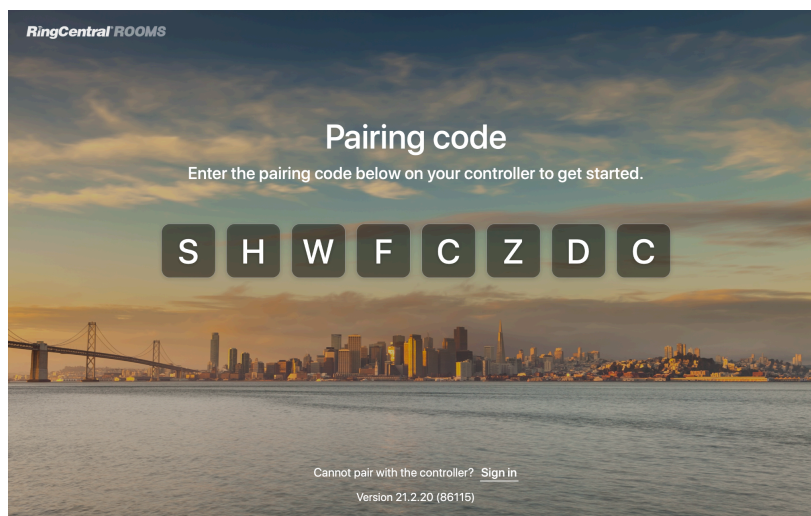 RingCentral ROOMS
Pairing code
Enter the pairing code below on your controller to get started.
S H W F C Z D C
Cannot pair with the controller? Sign in
Version 21.2.20 (86115)